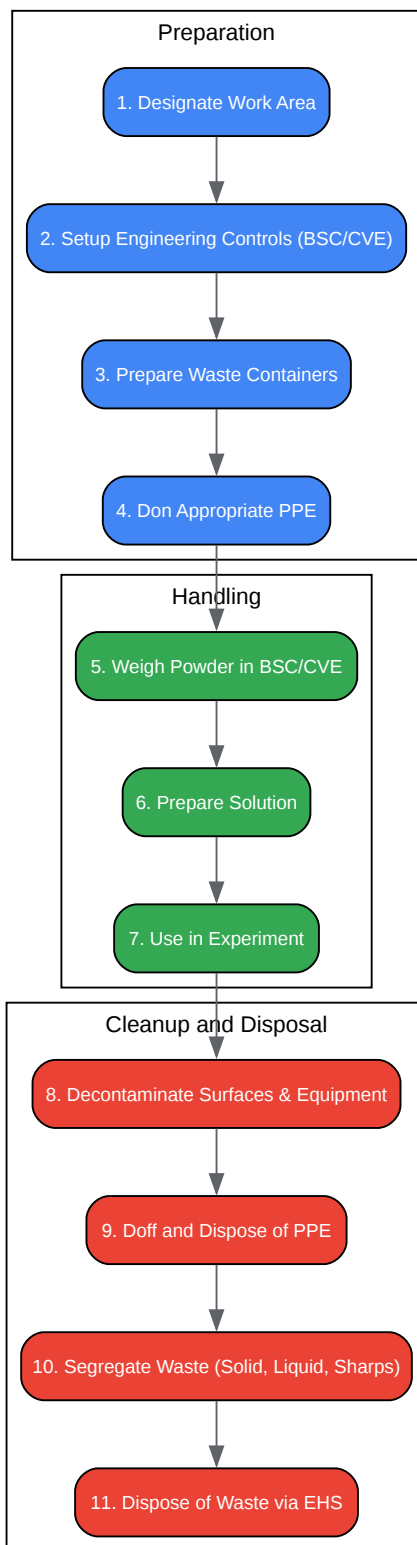 Preparation
1. Designate Work Area
2. Setup Engineering Controls (BSC/CVE)
3. Prepare Waste Containers
4. Don Appropriate PPE
Handling
5. Weigh Powder in BSC/CVE
6. Prepare Solution
7. Use in Experiment
Cleanup and Disposal
8. Decontaminate Surfaces & Equipment
9. Doff and Dispose of PPE
10. Segregate Waste (Solid, Liquid, Sharps)
11. Dispose of Waste via EHS